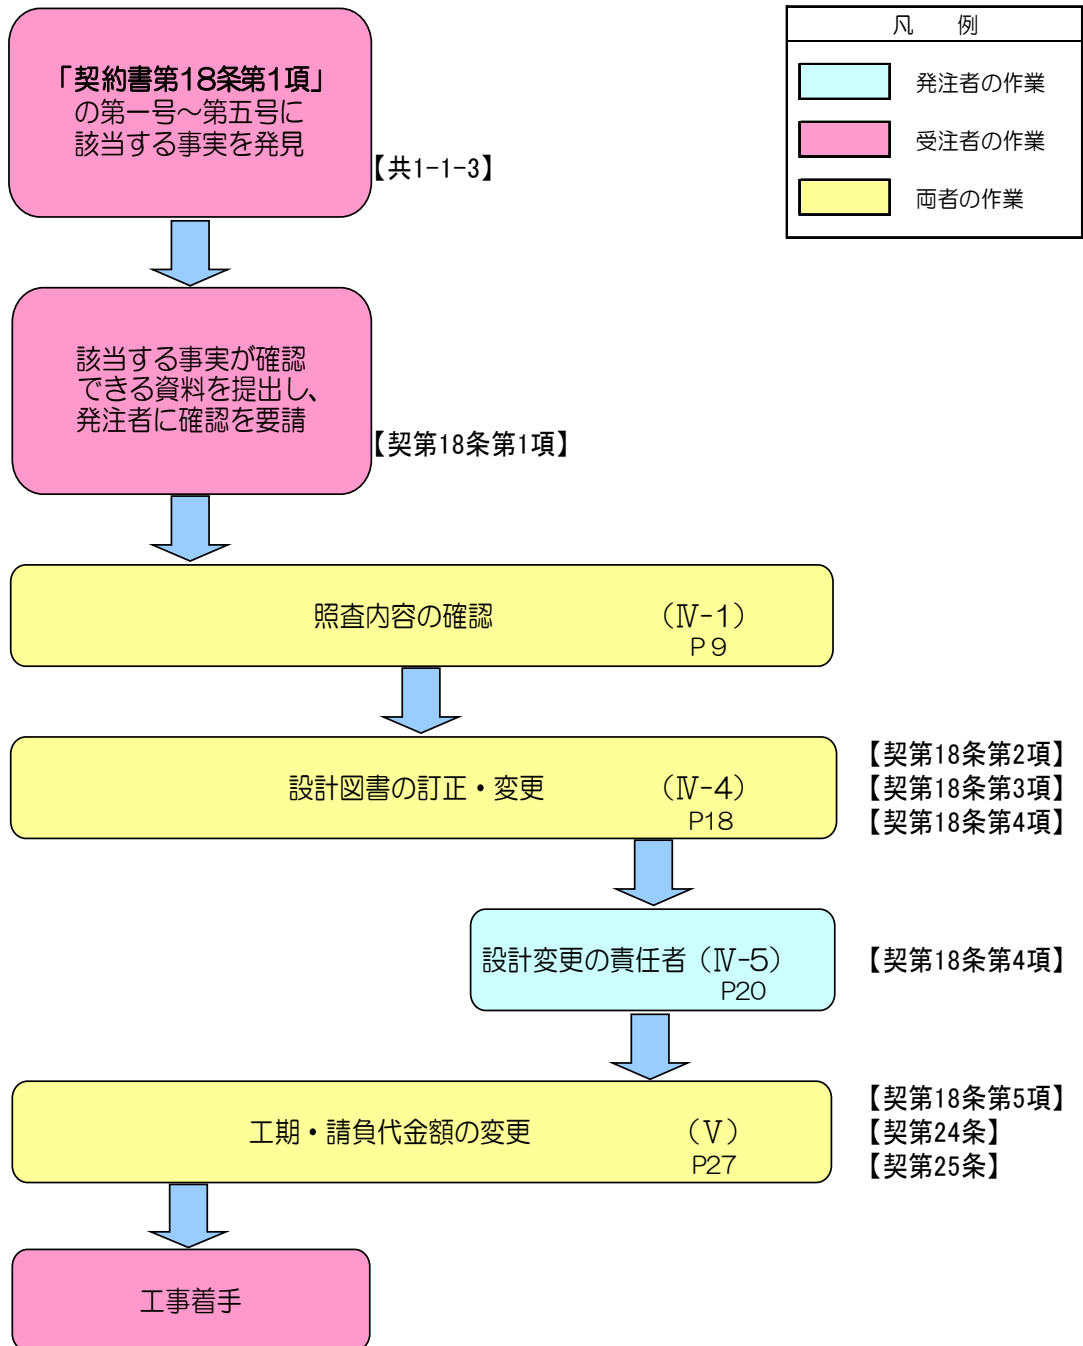 凡　例
発注者の作業
受注者の作業
両者の作業
「契約書第18条第1項」
の第一号～第五号に
該当する事実を発見
【共1-1-3】
該当する事実が確認
できる資料を提出し、
発注者に確認を要請
【契第18条第1項】
照査内容の確認　（Ⅳ-1）
P 9
設計図書の訂正・変更　（Ⅳ-4）
P18
【契第18条第2項】
【契第18条第3項】
【契第18条第4項】
設計変更の責任者（Ⅳ-5）
P20
【契第18条第4項】
工期・請負代金額の変更　（Ⅴ）
P27
【契第18条第5項】
【契第24条】
【契第25条】
工事着手